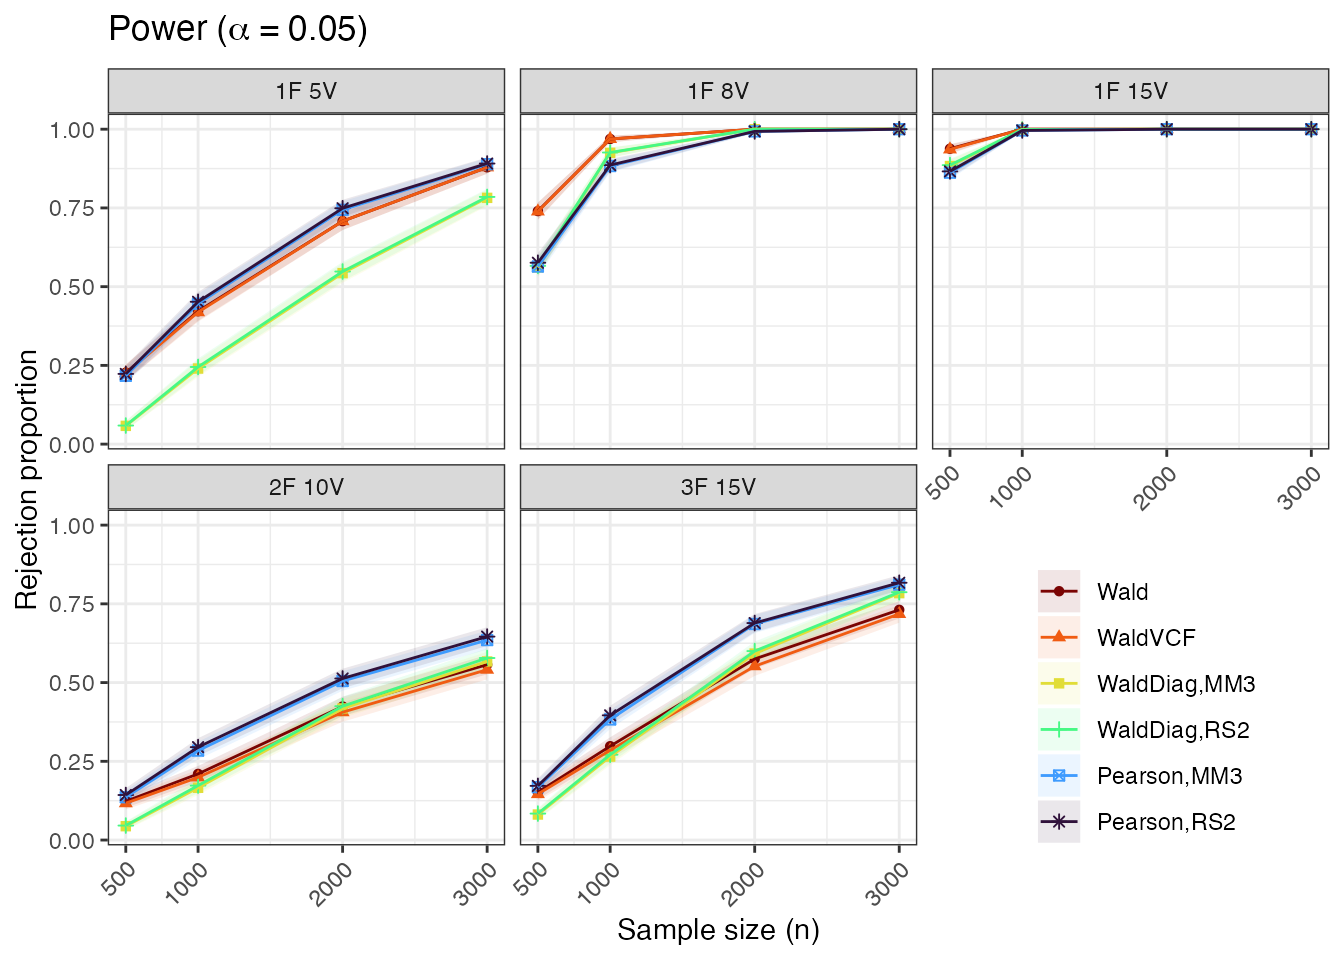 Power (α = 0.05)
1F 5V
1F 8V
1F 15V
1.00
0.75
0.50
0.25
0.00
500
1000
2000
3000
2F 10V
3F 15V
1.00
0.75
0.50
0.25
0.00
500
1000
2000
3000
500
1000
2000
3000
Rejection proportion
Sample size (n)
Wald
WaldVCF
WaldDiag,MM3
WaldDiag,RS2
Pearson,MM3
Pearson,RS2